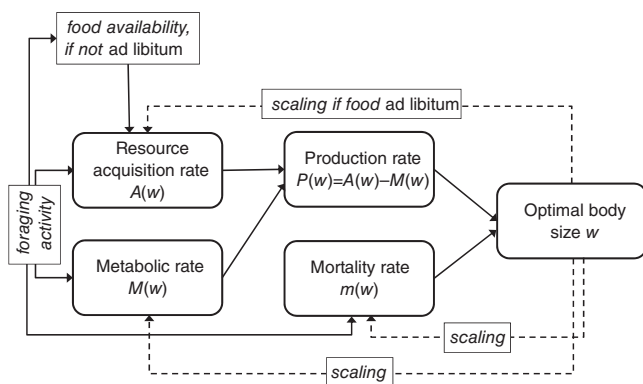 food availability,
if not ad libitum
scaling if food ad libitum
Resource
acquisition rate
A(w)
Production rate
P(w)=A(w)–M(w)
foraging
activity
Optimal body
size w
Metabolic rate
M(w)
Mortality rate
m(w)
scaling
scaling